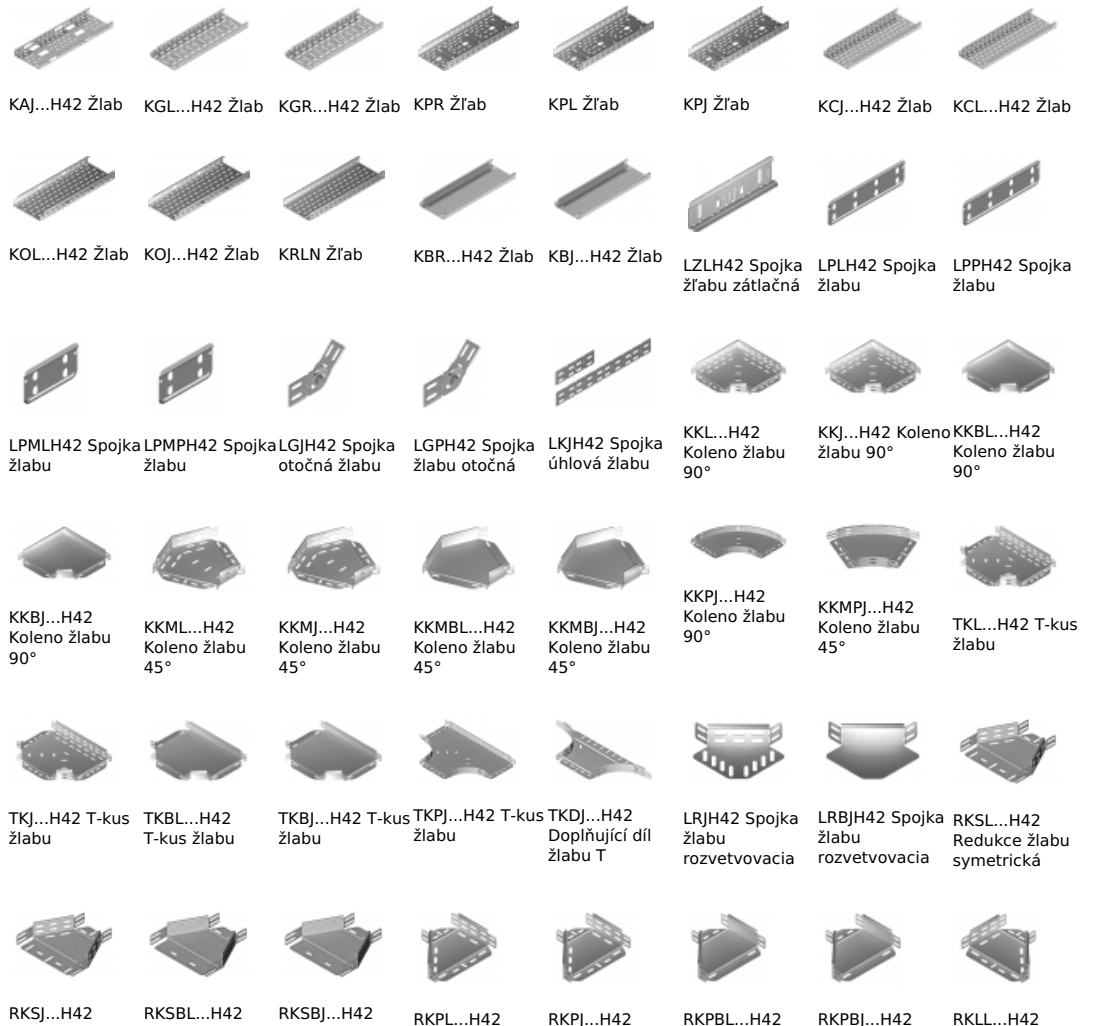 KAJ...H42 Žlab
KGL...H42 Žlab
KGR...H42 Žlab
KPR Žľab
KPL Žľab
KPJ Žľab
KCJ...H42 Žlab
KCL...H42 Žlab
KOL...H42 Žlab
KOJ...H42 Žlab
KRLN Žľab
KBR...H42 Žlab
KBJ...H42 Žlab
LZLH42 Spojka
žľabu zátlačná
LPLH42 Spojka
žlabu
LPPH42 Spojka
žlabu
LPMLH42 Spojka
žlabu
LPMPH42 Spojka
žlabu
LGJH42 Spojka
otočná žlabu
LGPH42 Spojka
žlabu otočná
LKJH42 Spojka
úhlová žlabu
KKL...H42
Koleno žlabu
90°
KKJ...H42 Koleno
žlabu 90°
KKBL...H42
Koleno žlabu
90°
KKBJ...H42
Koleno žlabu
90°
KKML...H42
Koleno žlabu
45°
KKMJ...H42
Koleno žlabu
45°
KKMBL...H42
Koleno žlabu
45°
KKMBJ...H42
Koleno žlabu
45°
KKPJ...H42
Koleno žlabu
90°
KKMPJ...H42
Koleno žlabu
45°
TKL...H42 T-kus
žlabu
TKJ...H42 T-kus
žlabu
TKBL...H42
T-kus žlabu
TKBJ...H42 T-kus
žlabu
TKPJ...H42 T-kus
žlabu
TKDJ...H42
Doplňující díl
žlabu T
LRJH42 Spojka
žlabu
rozvetvovacia
LRBJH42 Spojka
žlabu
rozvetvovacia
RKSL...H42
Redukce žlabu
symetrická
RKSJ...H42
RKSBL...H42
RKSBJ...H42
RKPL...H42
RKPJ...H42
RKPBL...H42
RKPBJ...H42
RKLL...H42